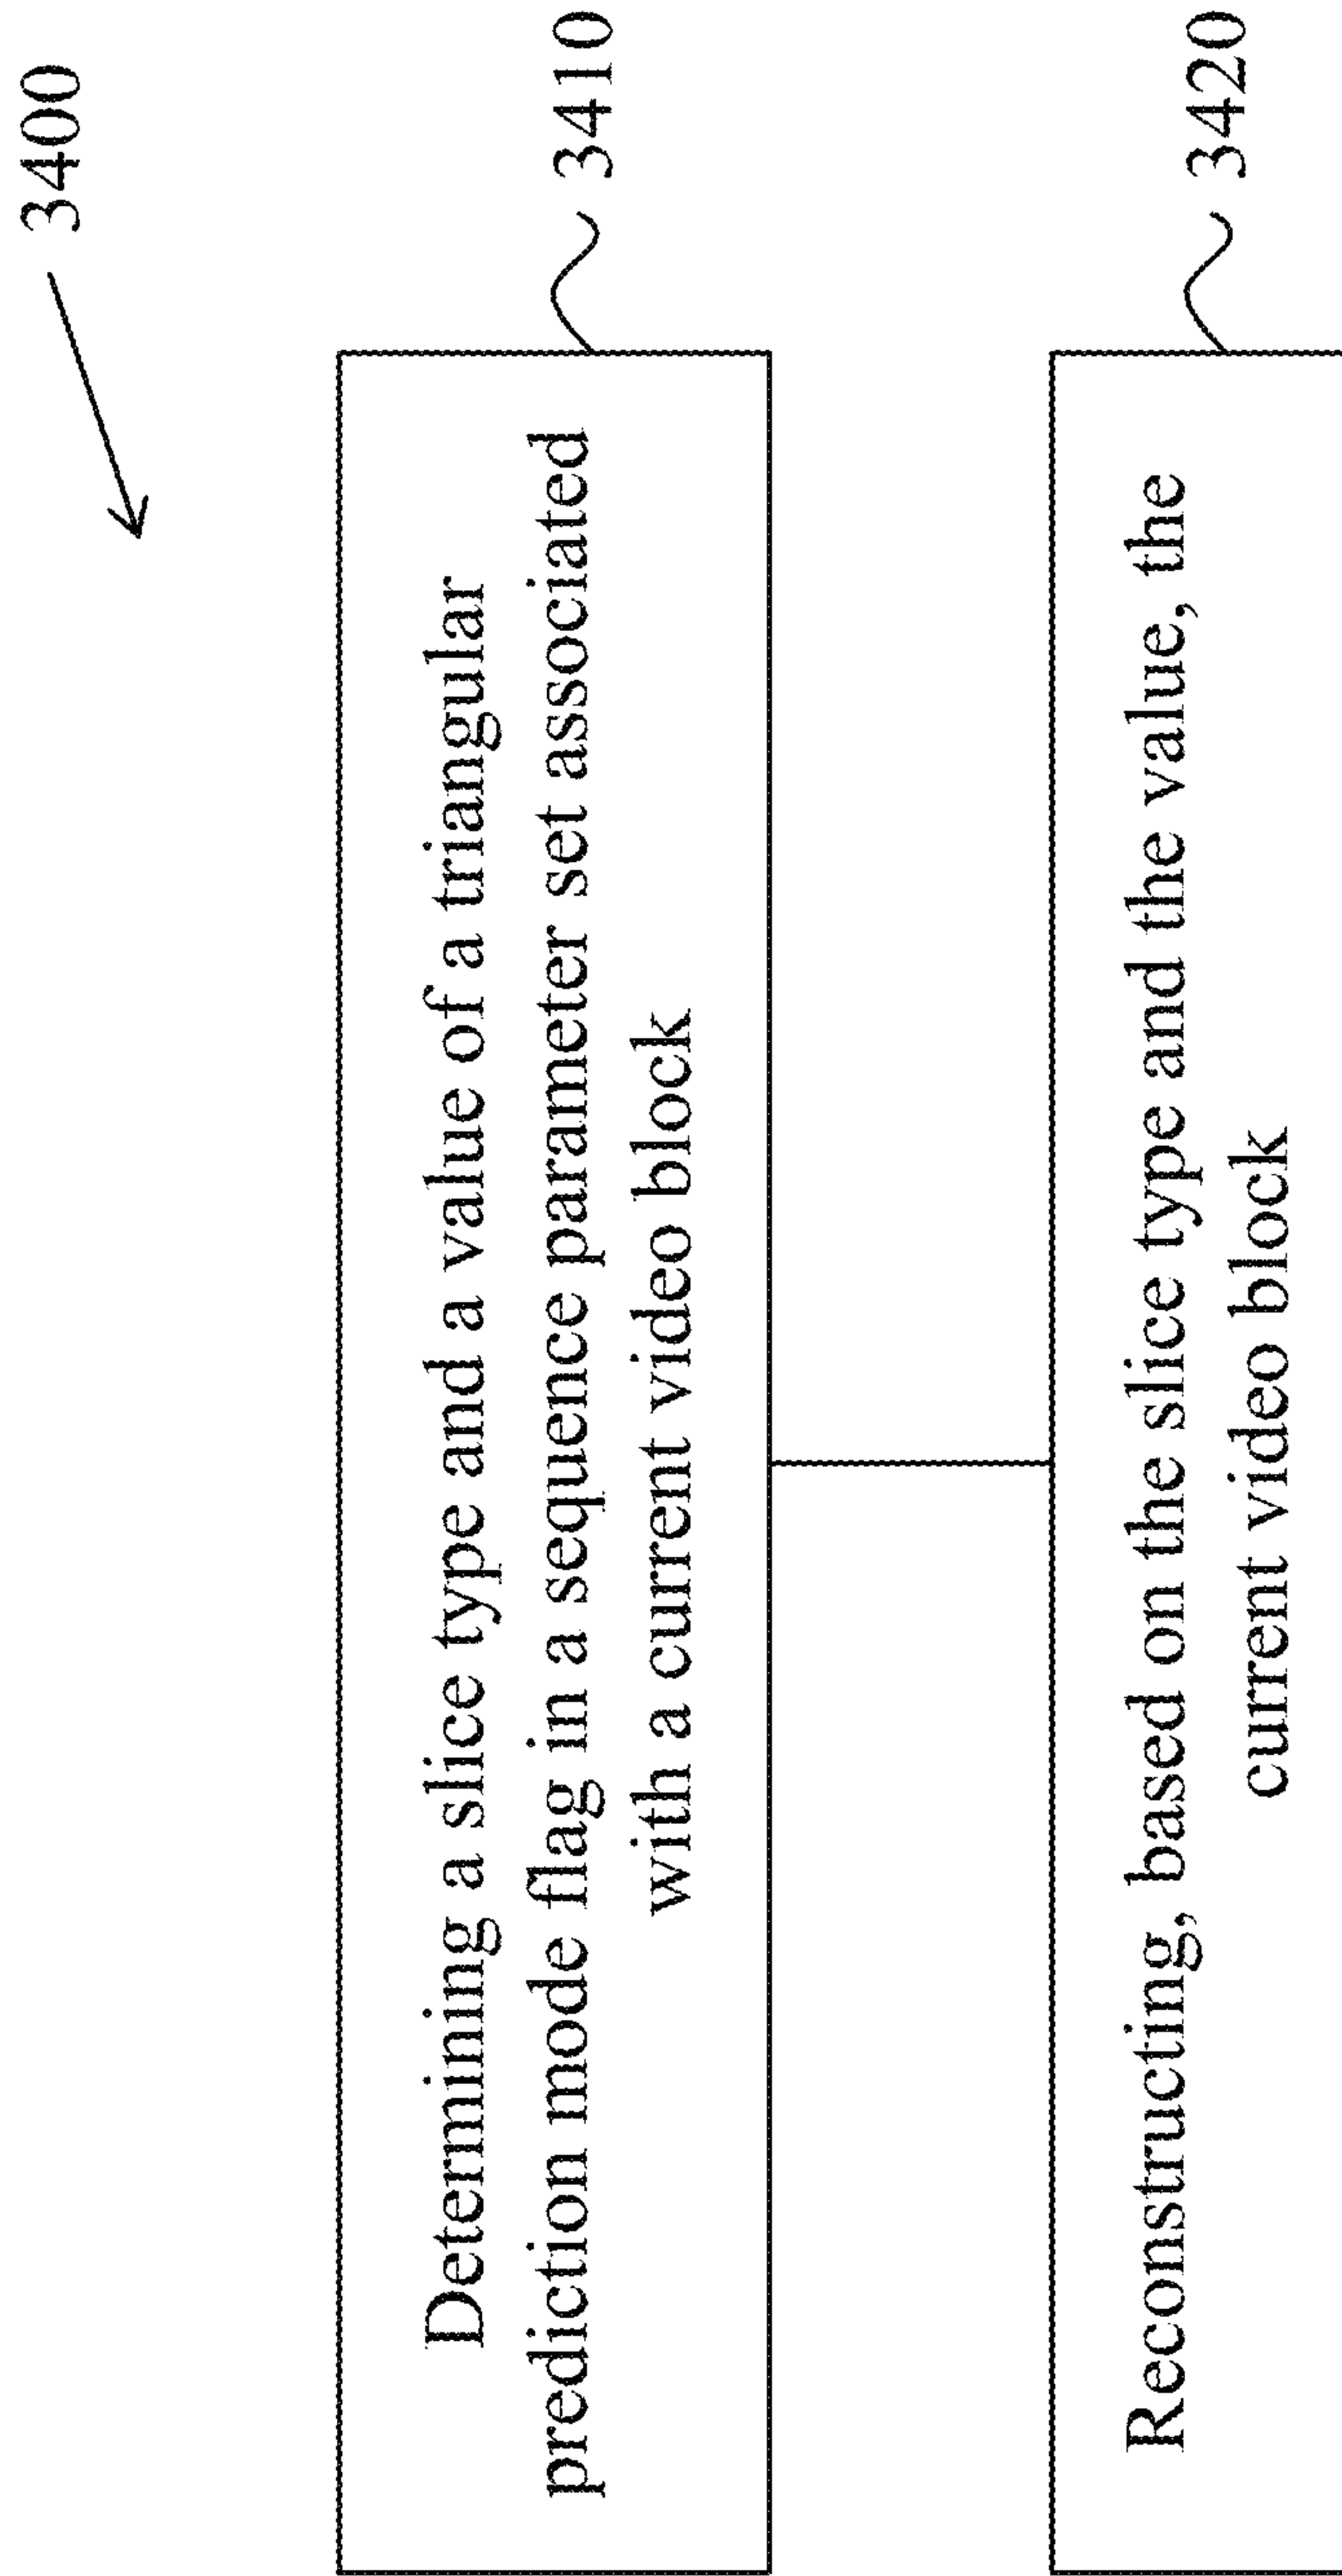 3400
Determining a slice type and a value of a triangular
prediction mode flag in a sequence parameter set associated
with a current video block
3410
Reconstructing, based on the slice type and the value, the
current video block
3420